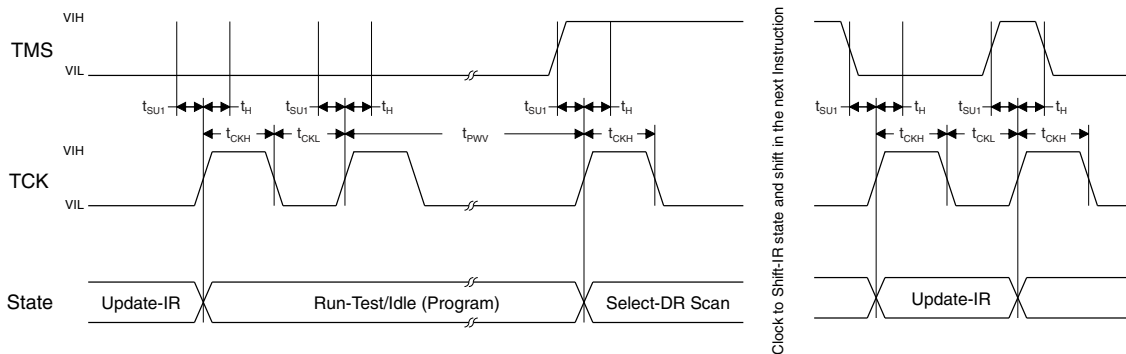 VIH
TMS
VIL
tSU1 tH tSU1 tH tSU1 tH tSU1 tH tSU1 tH
tCKH tCKL tPWV tCKH tCKH tCKL tCKH
VIH
TCK
VIL
State
Update-IR
Run-Test/Idle (Program)
Select-DR Scan
Clock to Shift-IR state and shift in the next Instruction
Update-IR